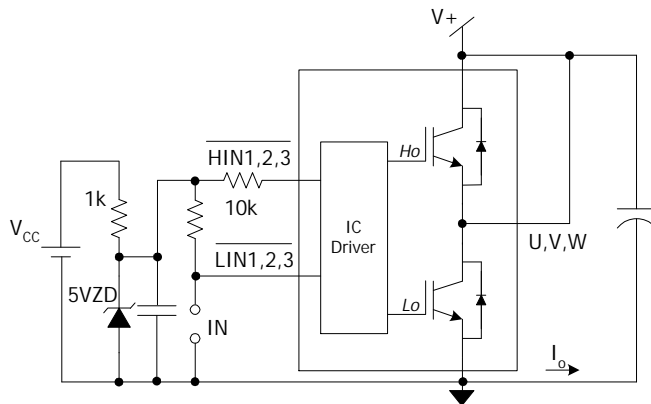 V+
HIN1,2,3
Ho
1k
10k
IC
Driver
VCC
LIN1,2,3
U,V,W
5VZD
IN
Lo
Io